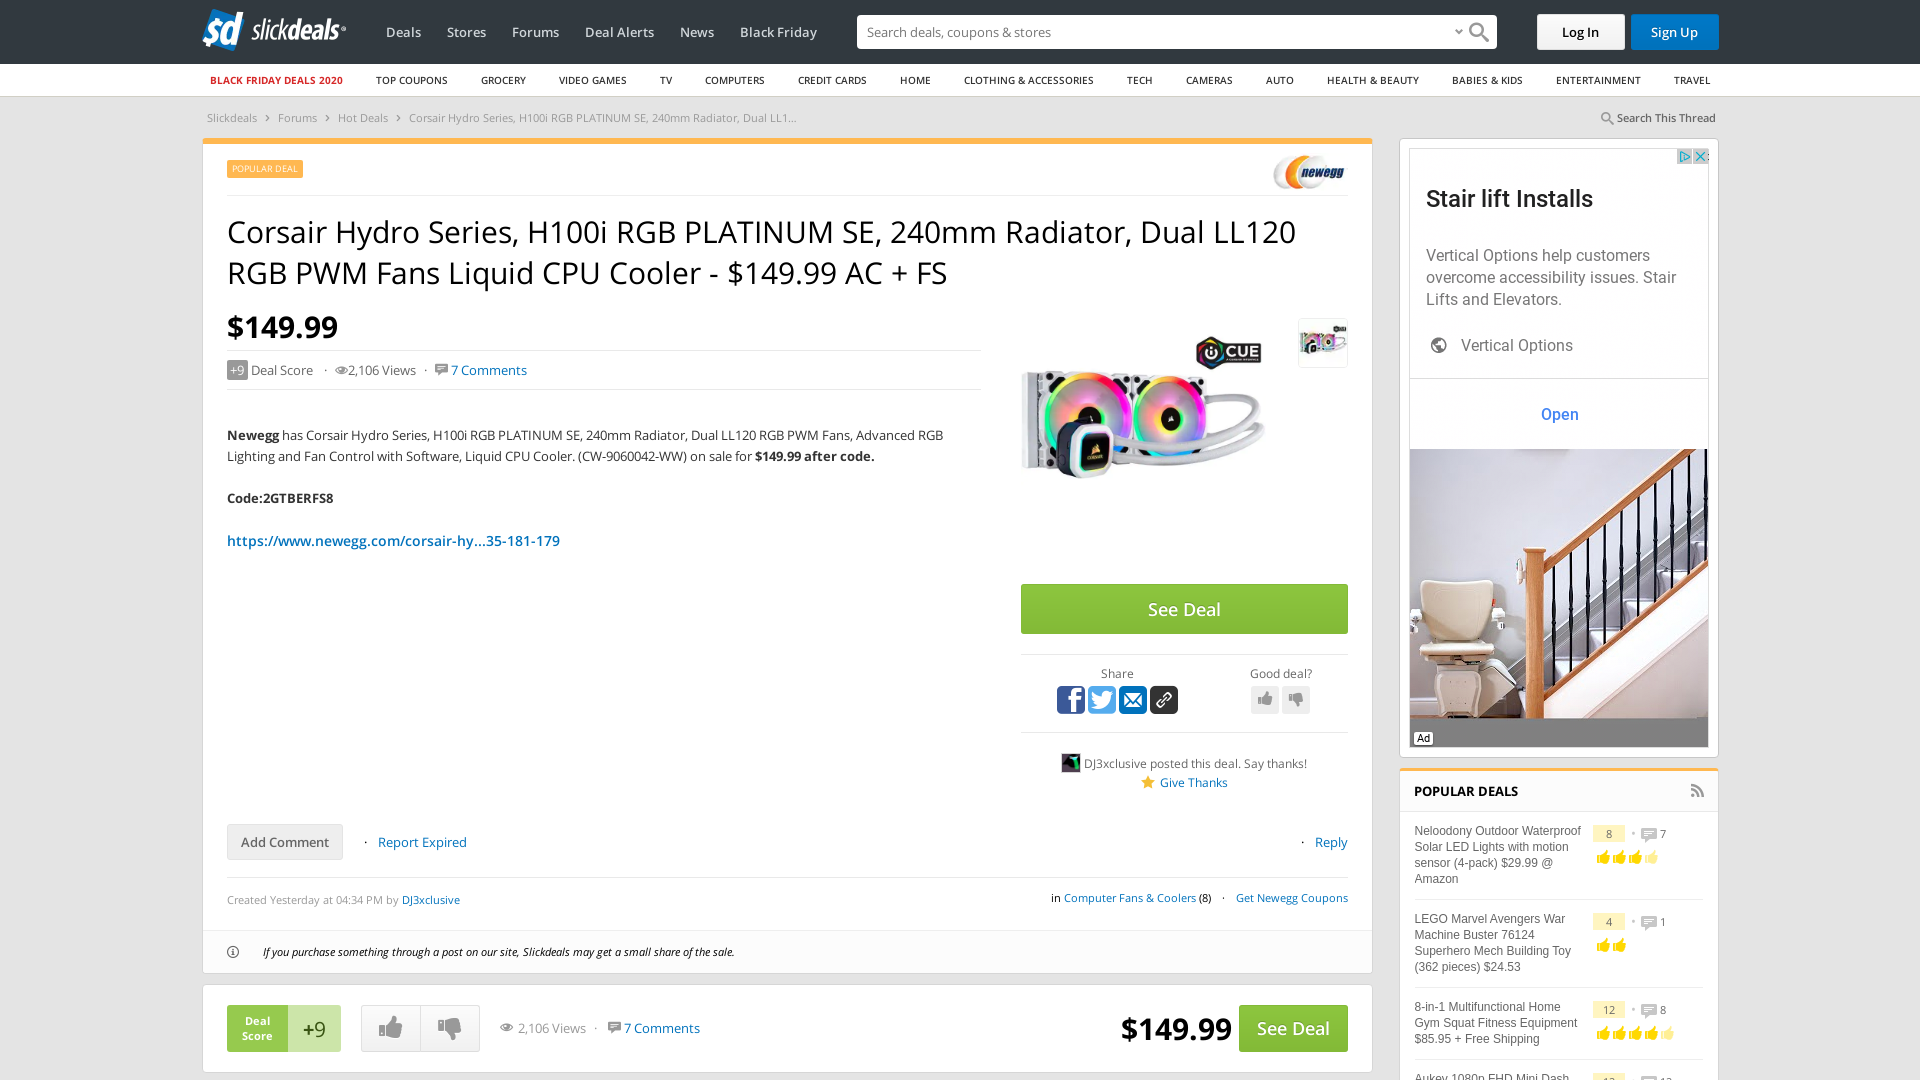 sd slickdeals
Deals Stores Forums Deal Alerts News Black Friday Search deals, coupons & stores Log In Sign Up
BLACK FRIDAY DEALS 2020 TOP COUPONS GROCERY VIDEO GAMES TV COMPUTERS CREDIT CARDS HOME CLOTHING & ACCESSORIES TECH CAMERAS AUTO HEALTH & BEAUTY BABIES & KIDS ENTERTAINMENT TRAVEL
Slickdeals › Forums › Hot Deals › Corsair Hydro Series, H100i RGB PLATINUM SE, 240mm Radiator, Dual LL1...
Search This Thread
POPULAR DEAL
newegg
Corsair Hydro Series, H100i RGB PLATINUM SE, 240mm Radiator, Dual LL120
RGB PWM Fans Liquid CPU Cooler - $149.99 AC + FS
$149.99
+9 Deal Score · 2,106 Views · 7 Comments
Newegg has Corsair Hydro Series, H100i RGB PLATINUM SE, 240mm Radiator, Dual LL120 RGB PWM Fans, Advanced RGB
Lighting and Fan Control with Software, Liquid CPU Cooler. (CW-9060042-WW) on sale for $149.99 after code.
Code:2GTBERFS8
https://www.newegg.com/corsair-hy...35-181-179
CUE
CORSAIR
See Deal
Share
Good deal?
DJ3xclusive posted this deal. Say thanks!
Give Thanks
Add Comment · Report Expired
· Reply
Created Yesterday at 04:34 PM by DJ3xclusive
in Computer Fans & Coolers (8) · Get Newegg Coupons
If you purchase something through a post on our site, Slickdeals may get a small share of the sale.
Deal
Score
+9
2,106 Views · 7 Comments
$149.99
See Deal
Stair lift Installs
Vertical Options help customers
overcome accessibility issues. Stair
Lifts and Elevators.
Vertical Options
Open
Ad
POPULAR DEALS
Neloodony Outdoor Waterproof
Solar LED Lights with motion
sensor (4-pack) $29.99 @
Amazon
8 • 7
LEGO Marvel Avengers War
Machine Buster 76124
Superhero Mech Building Toy
(362 pieces) $24.53
4 • 1
8-in-1 Multifunctional Home
Gym Squat Fitness Equipment
$85.95 + Free Shipping
12 • 8
Aukey 1080p FHD Mini Dash